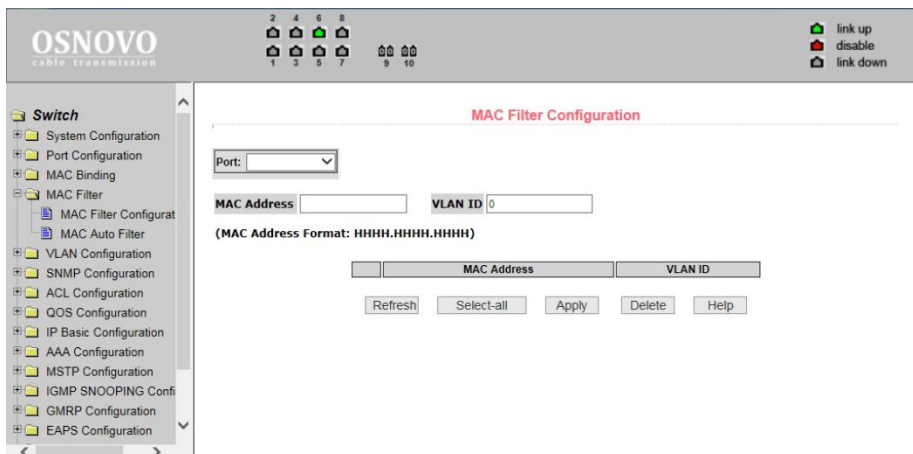 OSNOVO
cable transmission
2 4 6 8
1 3 5 7 9 10
link up
disable
link down
Switch
System Configuration
Port Configuration
MAC Binding
MAC Filter
MAC Filter Configurat
MAC Auto Filter
VLAN Configuration
SNMP Configuration
ACL Configuration
QOS Configuration
IP Basic Configuration
AAA Configuration
MSTP Configuration
IGMP SNOOPING Confi
GMRP Configuration
EAPS Configuration
MAC Filter Configuration
Port:
MAC Address
VLAN ID 0
(MAC Address Format: HHHH.HHHH.HHHH)
MAC Address VLAN ID
Refresh Select-all Apply Delete Help